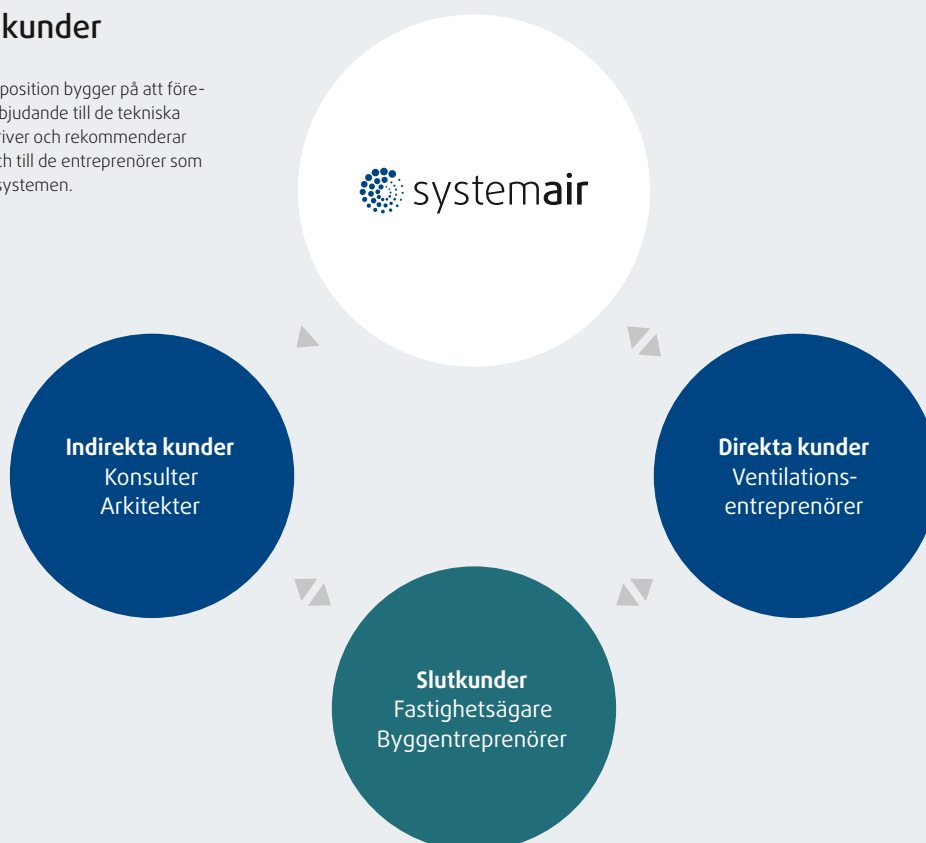 kunder
position bygger på att före-
bjudande till de tekniska
river och rekommenderar
h till de entreprenörer som
systemen.
systemair
Indirekta kunder
Konsulter
Arkitekter
Direkta kunder
Ventilations-
entreprenörer
Slutkunder
Fastighetsägare
Byggentreprenörer